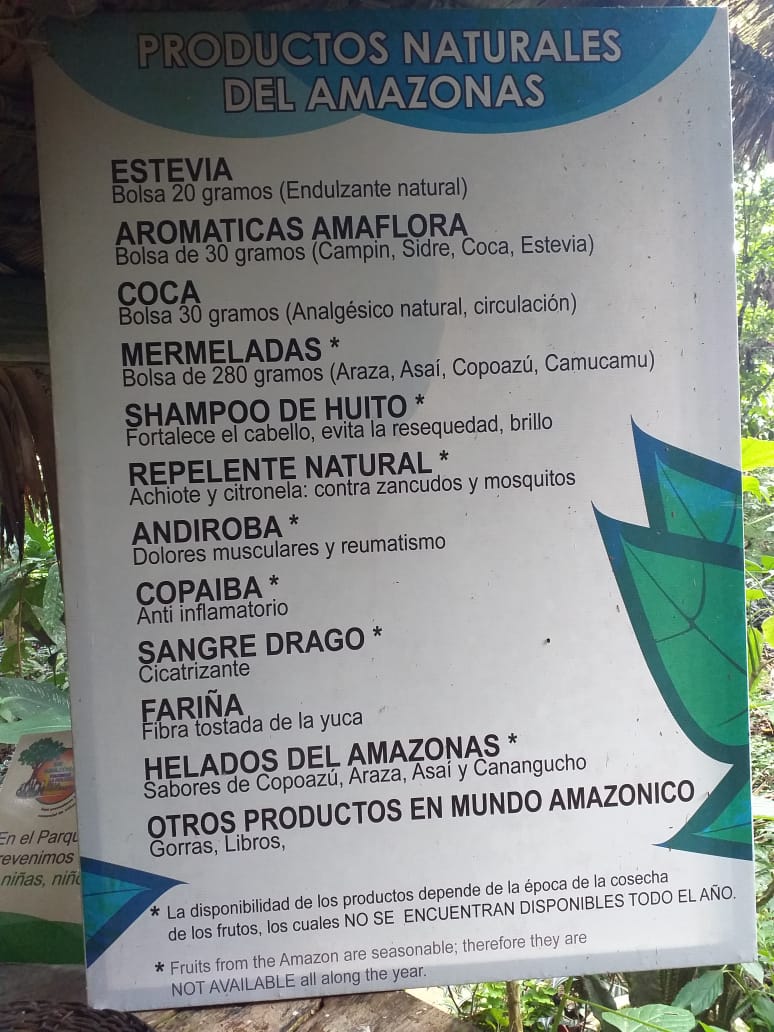 PRODUCTOS NATURALES
DEL AMAZONAS
ESTEVIA
Bolsa 20 gramos (Endulzante natural)
AROMATICAS AMAFLORA
Bolsa de 30 gramos (Campin, Sidre, Coca, Estevia)
COCA
Bolsa 30 gramos (Analgésico natural, circulación)
MERMELADAS *
Bolsa de 280 gramos (Araza, Asaí, Copoazú, Camucamu)
SHAMPOO DE HUITO *
Fortalece el cabello, evita la resequedad, brillo
REPELENTE NATURAL *
Achiote y citronela: contra zancudos y mosquitos
ANDIROBA *
Dolores musculares y reumatismo
COPAIBA *
Anti inflamatorio
SANGRE DRAGO *
Cicatrizante
FARIÑA
Fibra tostada de la yuca
HELADOS DEL AMAZONAS *
Sabores de Copoazú, Araza, Asaí y Canangucho
OTROS PRODUCTOS EN MUNDO AMAZONICO
Gorras, Libros,
* La disponibilidad de los productos depende de la época de la cosecha
de los frutos, los cuales NO SE ENCUENTRAN DISPONIBLES TODO EL AÑO.
* Fruits from the Amazon are seasonable; therefore they are
NOT AVAILABLE all along the year.
En el Parqu
revenimos
niñas, niño